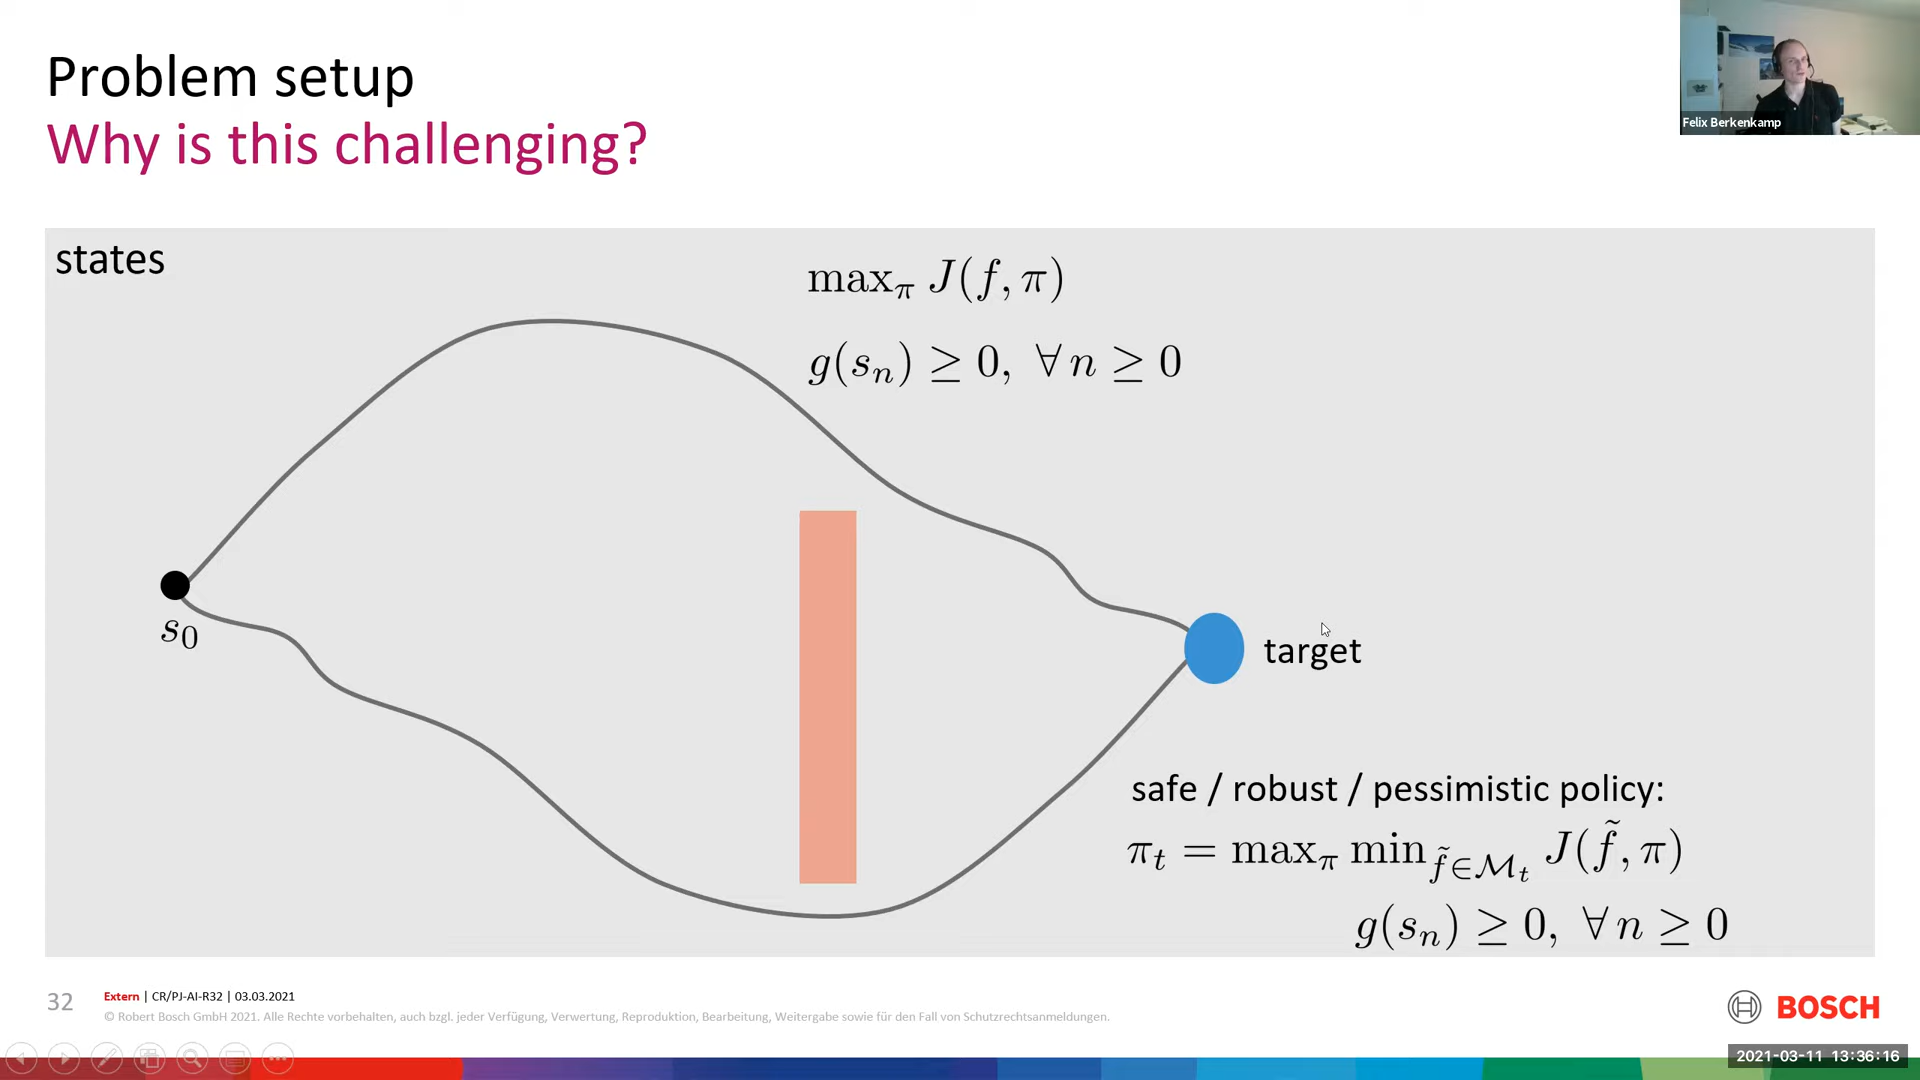 Problem setup
Why is this challenging?
Felix Berkenkamp
states
max_π J(f, π)
g(s_n) ≥ 0, ∀ n ≥ 0
s_0
target
safe / robust / pessimistic policy:
π_t = max_π min_{f̃∈ℳ_t} J(f̃, π)
g(s_n) ≥ 0, ∀ n ≥ 0
32
Extern | CR/PJ-AI-R32 | 03.03.2021
© Robert Bosch GmbH 2021. Alle Rechte vorbehalten, auch bzgl. jeder Verfügung, Verwertung, Reproduktion, Bearbeitung, Weitergabe sowie für den Fall von Schutzrechtsanmeldungen.
BOSCH
2021-03-11 13:36:16